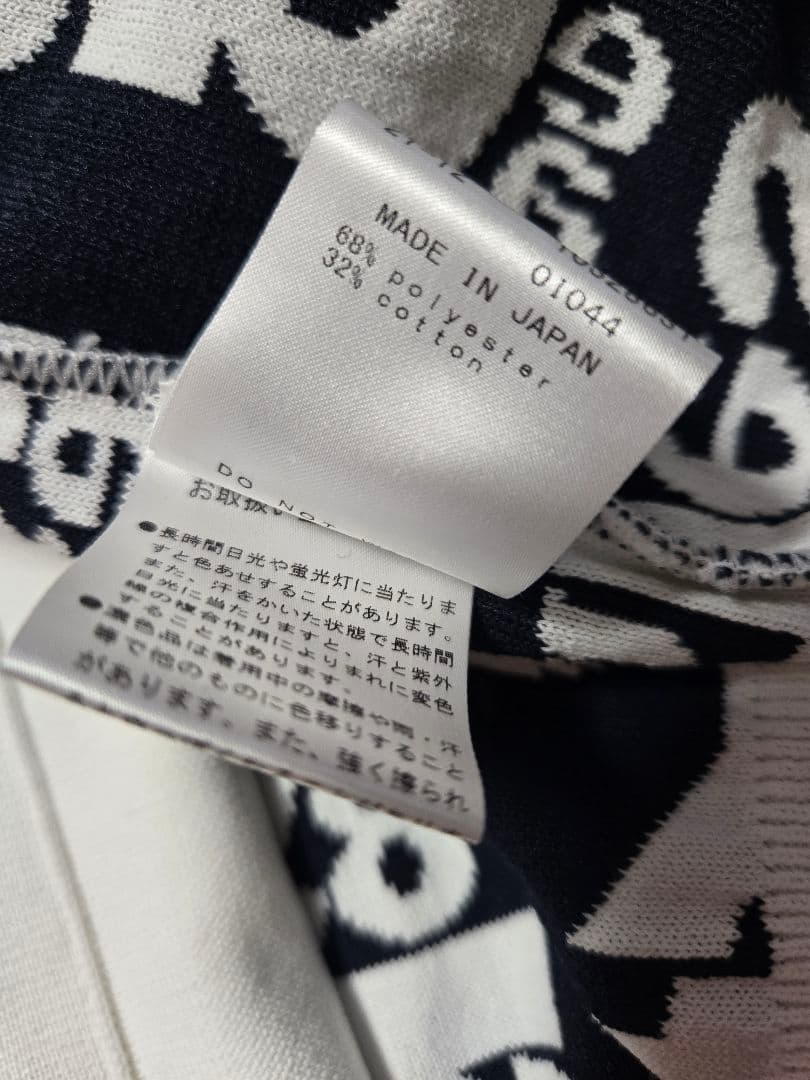 21-12
01044
MADE IN JAPAN
68% polyester
32% cotton
DO NOT
お取扱い
●長時間日光や蛍光灯に当たりま
すと色あせすることがあります。
また、汗をかいた状態で長時間
日光に当たりますと、汗と紫外
線の複合作用によりまれに変色
することがあります。
●濃色品は着用中の摩擦や雨・汗
等で他のものに色移りすること
があります。また、強く擦られ